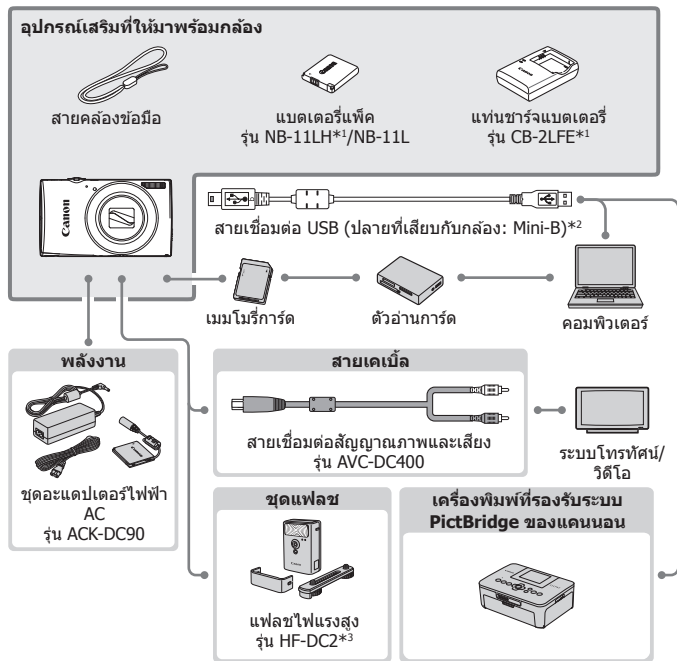 อุปกรณ์เสริมที่ให้มาพร้อมกล้อง
สายคล้องข้อมือ
แบตเตอรี่แพ็ค
รุ่น NB-11LH*1/NB-11L
แท่นชาร์จแบตเตอรี่
รุ่น CB-2LFE*1
Canon
สายเชื่อมต่อ USB (ปลายที่เสียบกับกล้อง: Mini-B)*2
เมมโมรี่การ์ด
ตัวอ่านการ์ด
คอมพิวเตอร์
พลังงาน
ชุดอะแดปเตอร์ไฟฟ้า
AC
รุ่น ACK-DC90
สายเคเบิ้ล
สายเชื่อมต่อสัญญาณภาพและเสียง
รุ่น AVC-DC400
ระบบโทรทัศน์/
วิดีโอ
ชุดแฟลช
แฟลชไฟแรงสูง
รุ่น HF-DC2*3
เครื่องพิมพ์ที่รองรับระบบ
PictBridge ของแคนนอน